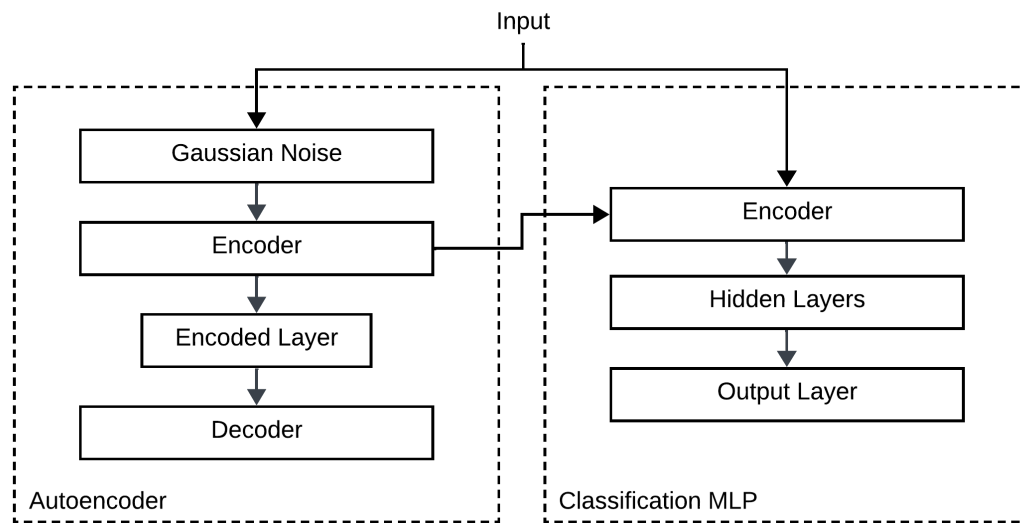 Input
Gaussian Noise
Encoder
Encoded Layer
Decoder
Autoencoder
Encoder
Hidden Layers
Output Layer
Classification MLP